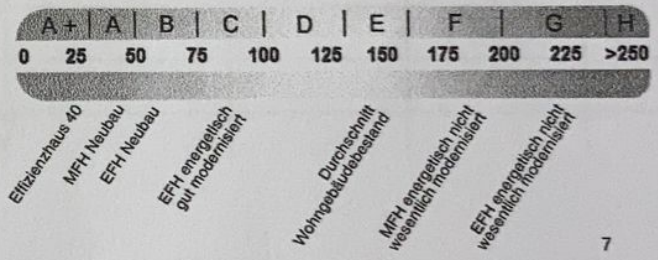 A+ | A | B | C | D | E | F | G | H
0 25 50 75 100 125 150 175 200 225 >250
Effizienzhaus 40
MFH Neubau
EFH Neubau
EFH energetisch
gut modernisiert
Durchschnitt
Wohngebäudebestand
MFH energetisch nicht
wesentlich modernisiert
EFH energetisch nicht
wesentlich modernisiert
7